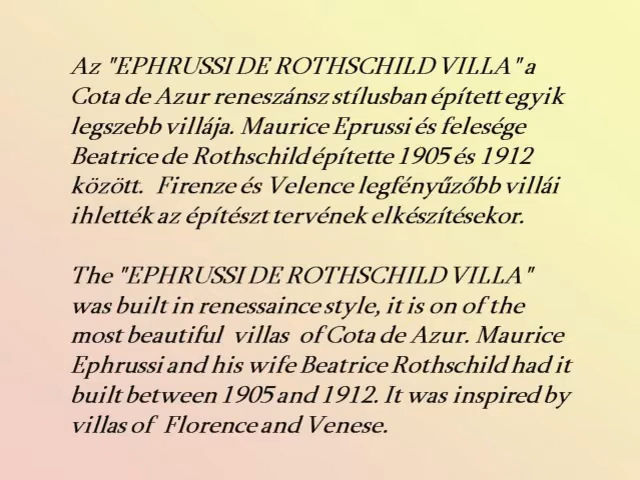 Az "EPHRUSSI DE ROTHSCHILD VILLA" a
Cota de Azur reneszánsz stílusban épített egyik
legszebb villája. Maurice Eprussi és felesége
Beatrice de Rothschild építette 1905 és 1912
között. Firenze és Velence legfényűzőbb villái
ihlették az építészt tervének elkészítésekor.
The "EPHRUSSI DE ROTHSCHILD VILLA"
was built in renessaince style, it is on of the
most beautiful villas of Cota de Azur. Maurice
Ephrussi and his wife Beatrice Rothschild had it
built between 1905 and 1912. It was inspired by
villas of Florence and Venese.